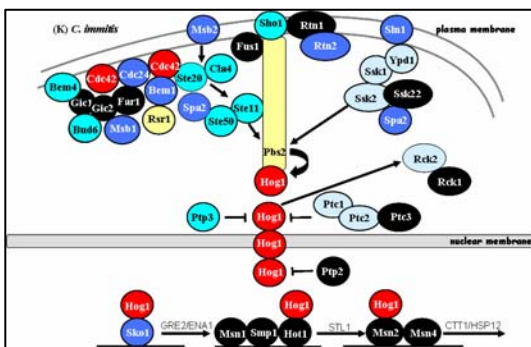 (K) C. immitis
plasma membrane
Msb2
Sho1
Rtn1
Rtn2
Sln1
Fus1
Ypd1
Ssk1
Ssk2
Ssk22
Spa2
Cdc42
Cdc24
Cdc42
Ste20
Cla4
Bem4
Gic1
Gic2
Far1
Bem1
Bud6
Msb1
Rsr1
Spa2
Ste11
Ste50
Pbs2
Hog1
Rck2
Rck1
Ptp3
Hog1
Ptc1
Ptc2
Ptc3
nuclear membrane
Hog1
Hog1
Ptp2
Hog1
Sko1
GRE2/ENA1
Hog1
Msn1
Smp1
Hot1
STL1
Hog1
Msn2
Msn4
CTT1/HSP12